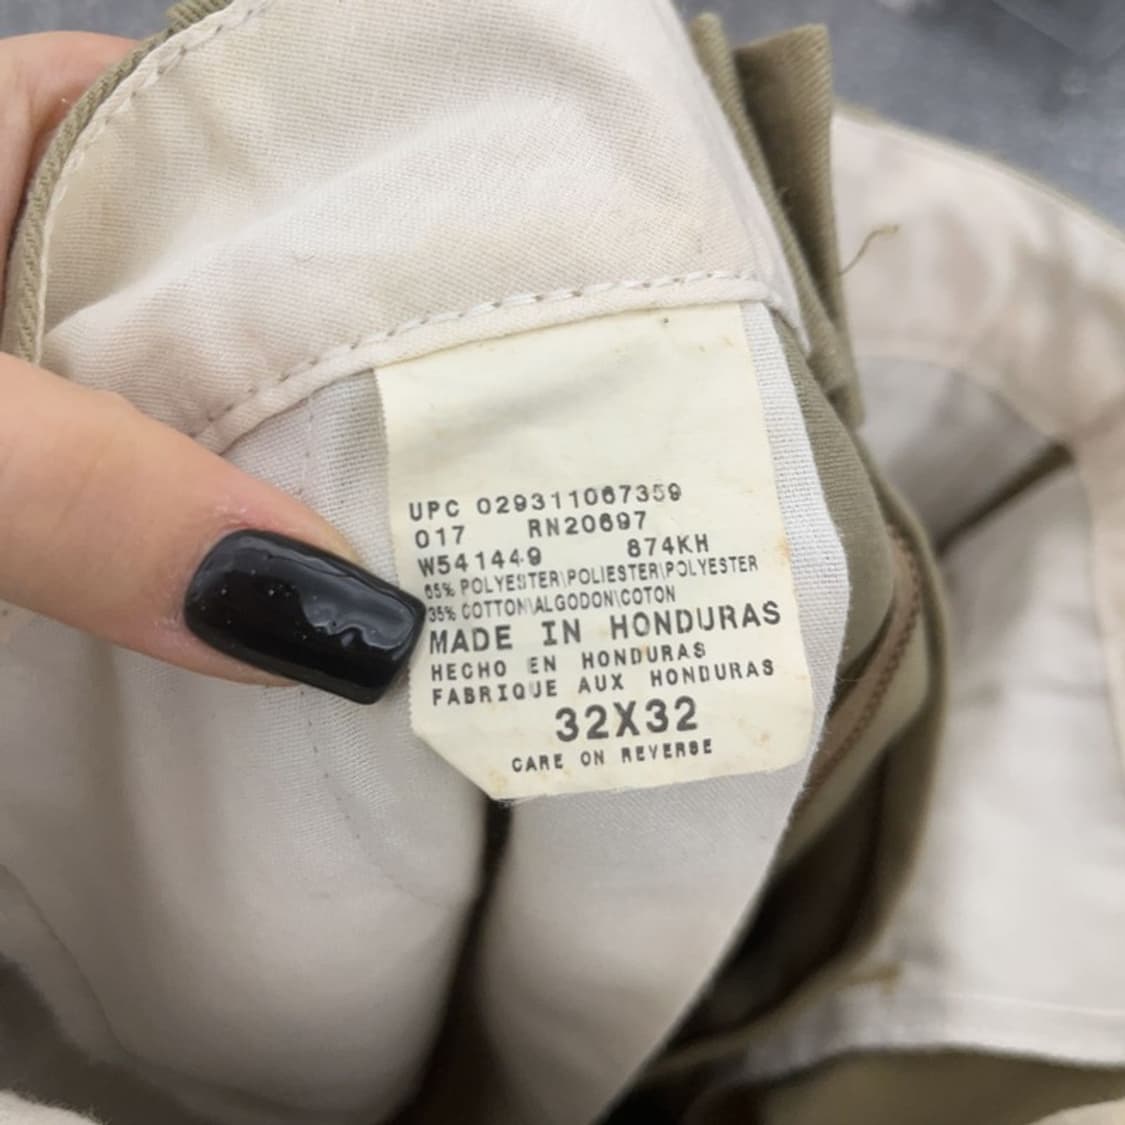 UPC 029311067359
017 RN20697
W541449 874KH
65% POLYESTER\POLIESTER\POLYESTER
35% COTTON\ALGODON\COTON
MADE IN HONDURAS
HECHO EN HONDURAS
FABRIQUE AUX HONDURAS
32X32
CARE ON REVERSE